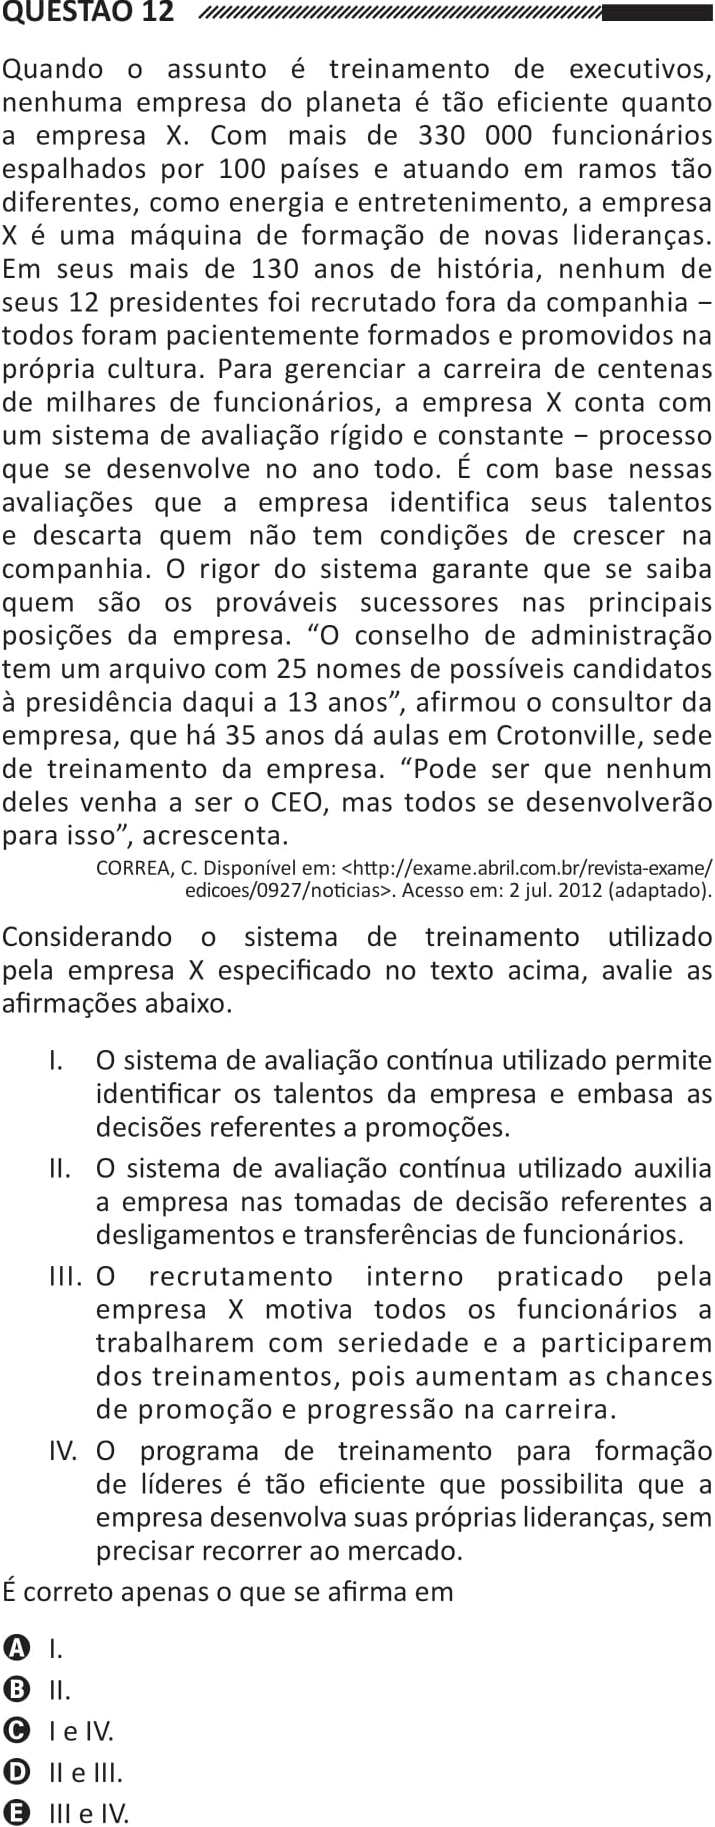 QUESTÃO 12
Quando o assunto é treinamento de executivos,
nenhuma empresa do planeta é tão eficiente quanto
a empresa X. Com mais de 330 000 funcionários
espalhados por 100 países e atuando em ramos tão
diferentes, como energia e entretenimento, a empresa
X é uma máquina de formação de novas lideranças.
Em seus mais de 130 anos de história, nenhum de
seus 12 presidentes foi recrutado fora da companhia −
todos foram pacientemente formados e promovidos na
própria cultura. Para gerenciar a carreira de centenas
de milhares de funcionários, a empresa X conta com
um sistema de avaliação rígido e constante − processo
que se desenvolve no ano todo. É com base nessas
avaliações que a empresa identifica seus talentos
e descarta quem não tem condições de crescer na
companhia. O rigor do sistema garante que se saiba
quem são os prováveis sucessores nas principais
posições da empresa. “O conselho de administração
tem um arquivo com 25 nomes de possíveis candidatos
à presidência daqui a 13 anos”, afirmou o consultor da
empresa, que há 35 anos dá aulas em Crotonville, sede
de treinamento da empresa. “Pode ser que nenhum
deles venha a ser o CEO, mas todos se desenvolverão
para isso”, acrescenta.
CORREA, C. Disponível em: <http://exame.abril.com.br/revista-exame/
edicoes/0927/noticias>. Acesso em: 2 jul. 2012 (adaptado).
Considerando o sistema de treinamento utilizado
pela empresa X especificado no texto acima, avalie as
afirmações abaixo.
I. O sistema de avaliação contínua utilizado permite
identificar os talentos da empresa e embasa as
decisões referentes a promoções.
II. O sistema de avaliação contínua utilizado auxilia
a empresa nas tomadas de decisão referentes a
desligamentos e transferências de funcionários.
III. O recrutamento interno praticado pela
empresa X motiva todos os funcionários a
trabalharem com seriedade e a participarem
dos treinamentos, pois aumentam as chances
de promoção e progressão na carreira.
IV. O programa de treinamento para formação
de líderes é tão eficiente que possibilita que a
empresa desenvolva suas próprias lideranças, sem
precisar recorrer ao mercado.
É correto apenas o que se afirma em
A I.
B II.
C I e IV.
D II e III.
E III e IV.